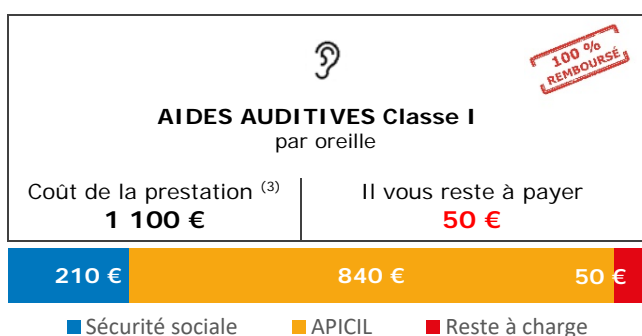 100 %
REMBOURSÉ
AIDES AUDITIVES Classe I
par oreille
Coût de la prestation (3)
1 100 €
Il vous reste à payer
50 €
210 €
840 €
50 €
Sécurité sociale
APICIL
Reste à charge